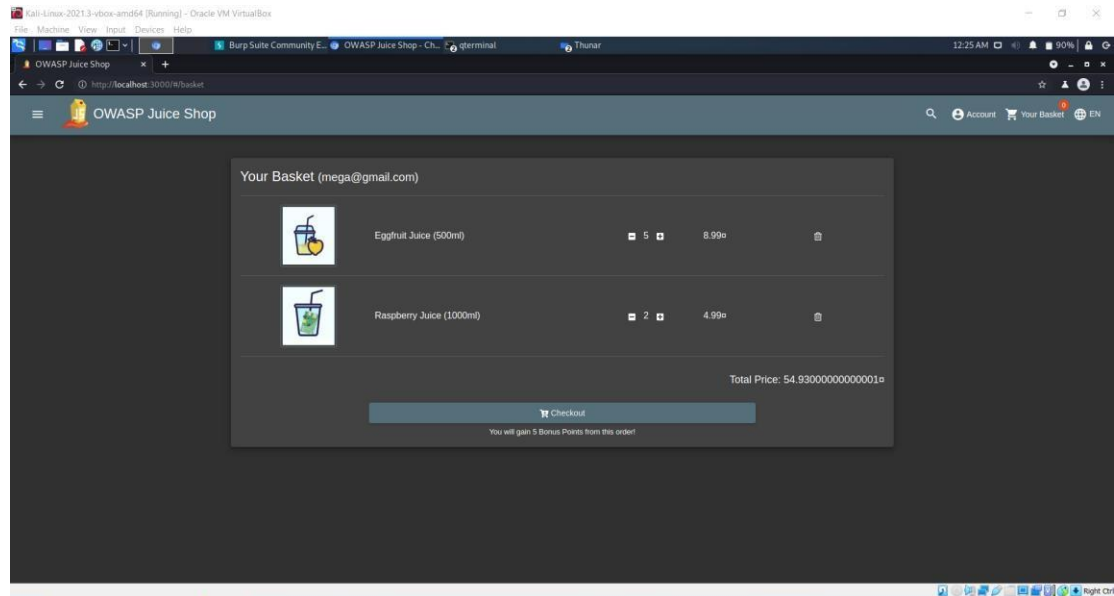 Kali-Linux-2021.3-vbox-amd64 [Running] - Oracle VM VirtualBox
File Machine View Input Devices Help
Burp Suite Community E... OWASP Juice Shop - Ch... qterminal Thunar 12:25 AM 90%
OWASP Juice Shop
http://localhost:3000/#/basket
OWASP Juice Shop Account Your Basket 0 EN
Your Basket (mega@gmail.com)
Eggfruit Juice (500ml) 5 8.99¤
Raspberry Juice (1000ml) 2 4.99¤
Total Price: 54.93000000000001¤
Checkout
You will gain 5 Bonus Points from this order!
Right Ctrl